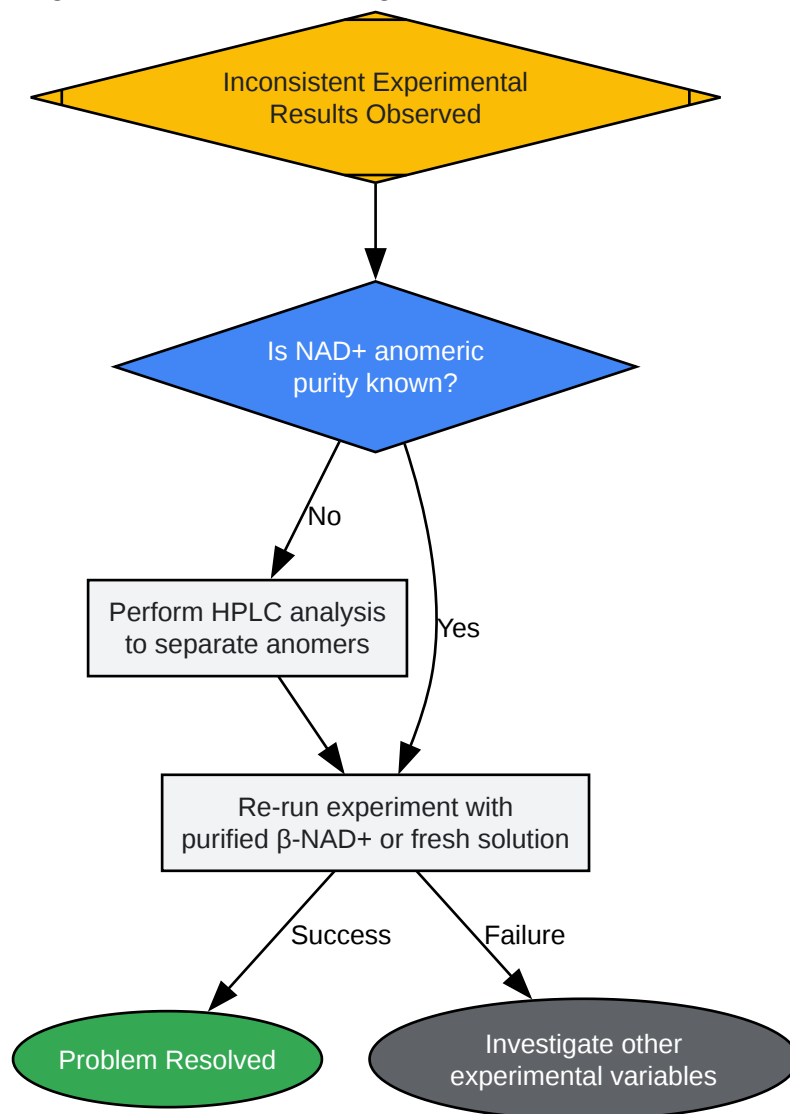 Inconsistent Experimental
Results Observed
Is NAD+ anomeric
purity known?
No
Perform HPLC analysis
to separate anomers
Yes
Re-run experiment with
purified β-NAD+ or fresh solution
Success
Failure
Problem Resolved
Investigate other
experimental variables